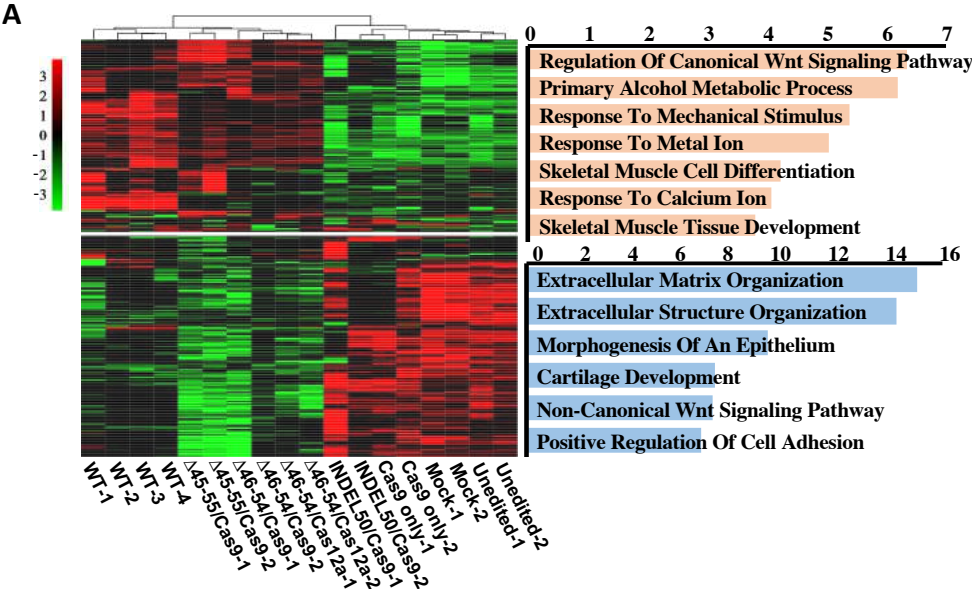 A
3
2
1
0
-1
-2
-3
0 1 2 3 4 5 6 7
Regulation Of Canonical Wnt Signaling Pathway
Primary Alcohol Metabolic Process
Response To Mechanical Stimulus
Response To Metal Ion
Skeletal Muscle Cell Differentiation
Response To Calcium Ion
Skeletal Muscle Tissue Development
0 2 4 6 8 10 12 14 16
Extracellular Matrix Organization
Extracellular Structure Organization
Morphogenesis Of An Epithelium
Cartilage Development
Non-Canonical Wnt Signaling Pathway
Positive Regulation Of Cell Adhesion
WT-1
WT-2
WT-3
WT-4
Δ45-55/Cas9-1
Δ45-55/Cas9-2
Δ46-54/Cas9-1
Δ46-54/Cas9-2
Δ46-54/Cas12a-1
Δ46-54/Cas12a-2
INDEL50/Cas9-1
INDEL50/Cas9-2
Cas9 only-1
Cas9 only-2
Mock-1
Mock-2
Unedited-1
Unedited-2